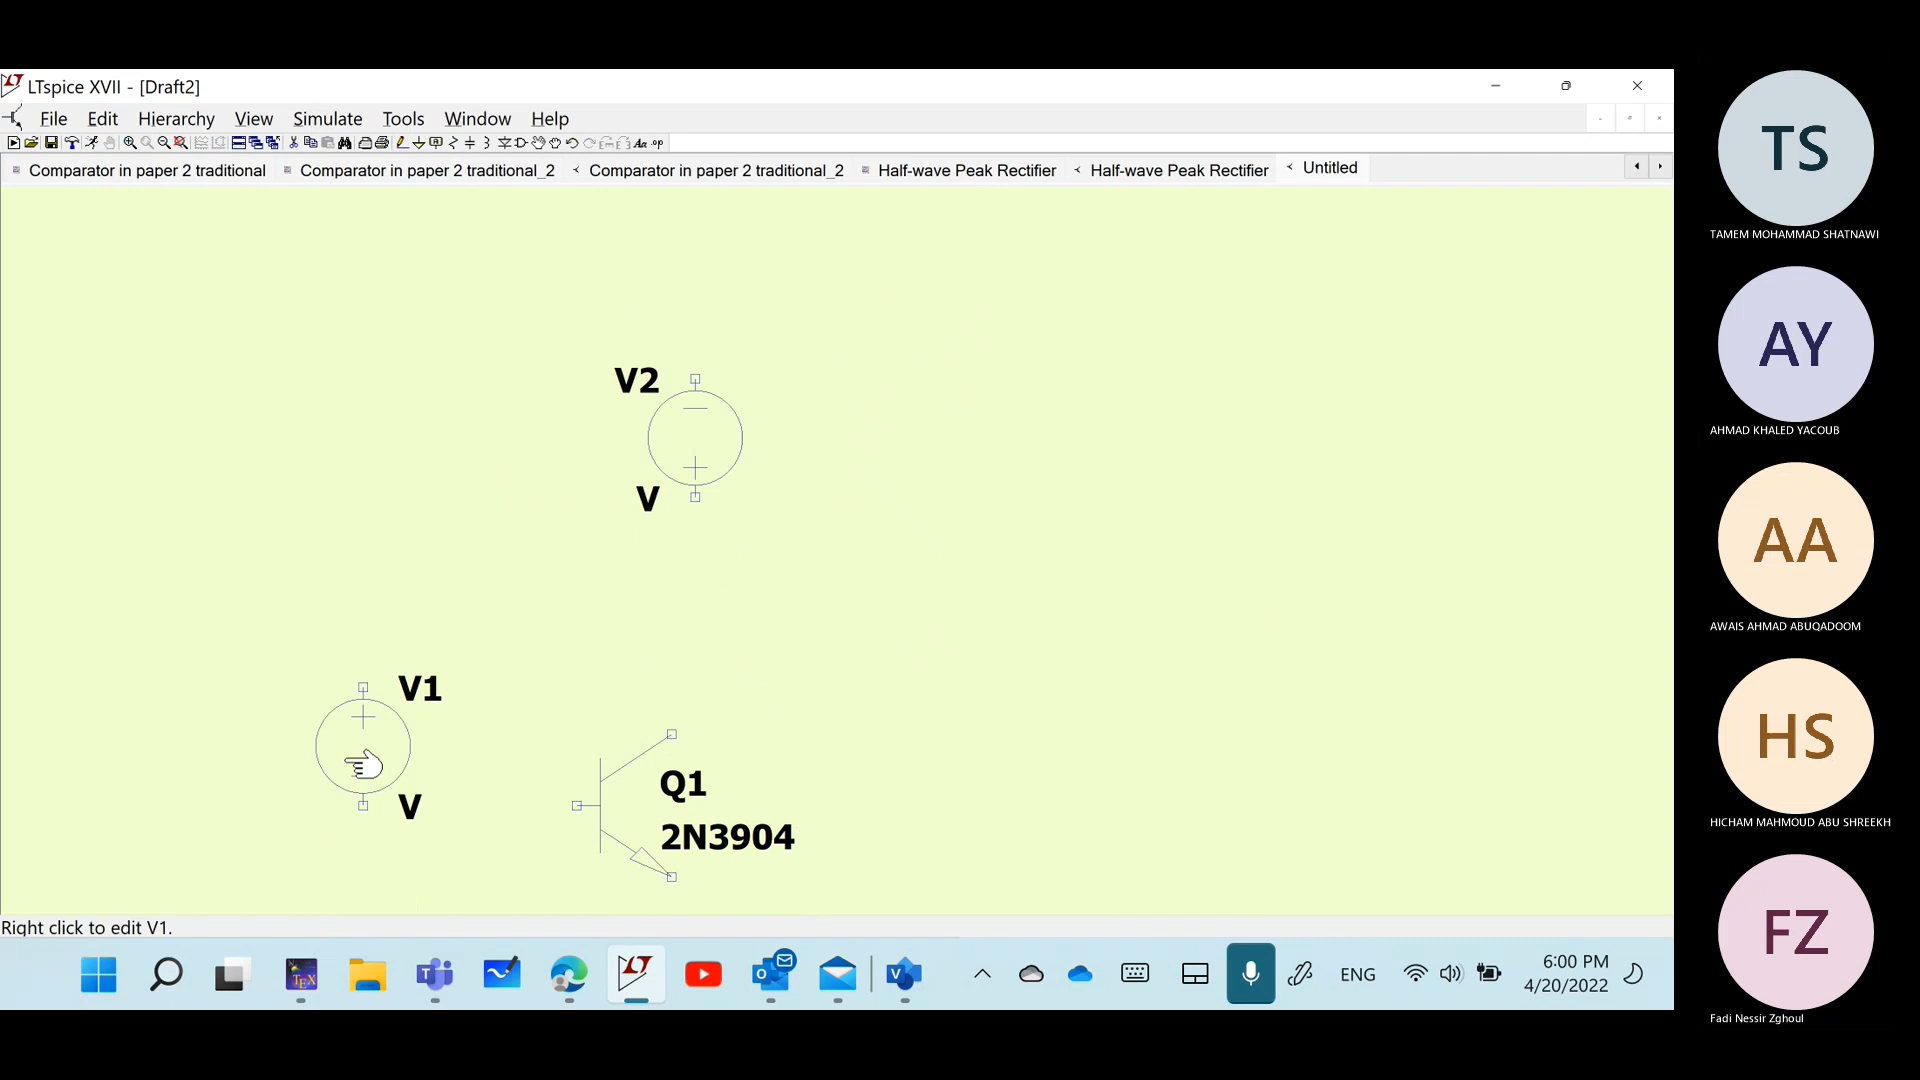 LTspice XVII - [Draft2]
File Edit Hierarchy View Simulate Tools Window Help
Aa .op
Comparator in paper 2 traditional Comparator in paper 2 traditional_2 Comparator in paper 2 traditional_2 Half-wave Peak Rectifier Half-wave Peak Rectifier Untitled
V2
V
V1
V
Q1
2N3904
Right click to edit V1.
ENG
6:00 PM
4/20/2022
TS
TAMEM MOHAMMAD SHATNAWI
AY
AHMAD KHALED YACOUB
AA
AWAIS AHMAD ABUQADOOM
HS
HICHAM MAHMOUD ABU SHREEKH
FZ
Fadi Nessir Zghoul